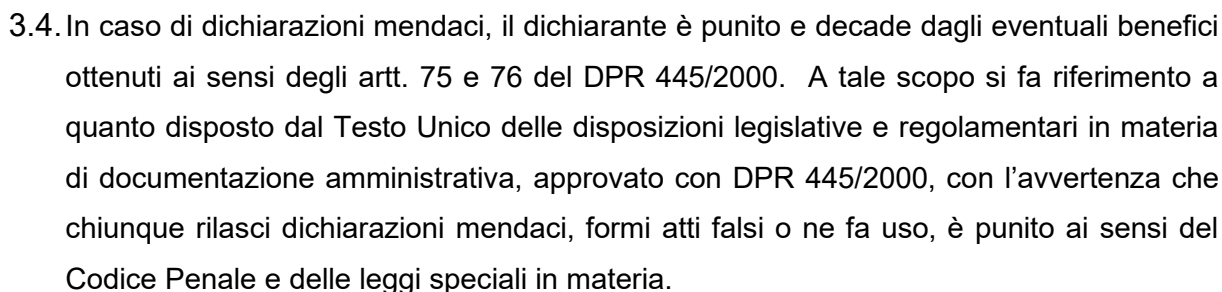 3.4. In caso di dichiarazioni mendaci, il dichiarante è punito e decade dagli eventuali benefici
ottenuti ai sensi degli artt. 75 e 76 del DPR 445/2000.  A tale scopo si fa riferimento a
quanto disposto dal Testo Unico delle disposizioni legislative e regolamentari in materia
di documentazione amministrativa, approvato con DPR 445/2000, con l’avvertenza che
chiunque rilasci dichiarazioni mendaci, formi atti falsi o ne fa uso, è punito ai sensi del
Codice Penale e delle leggi speciali in materia.